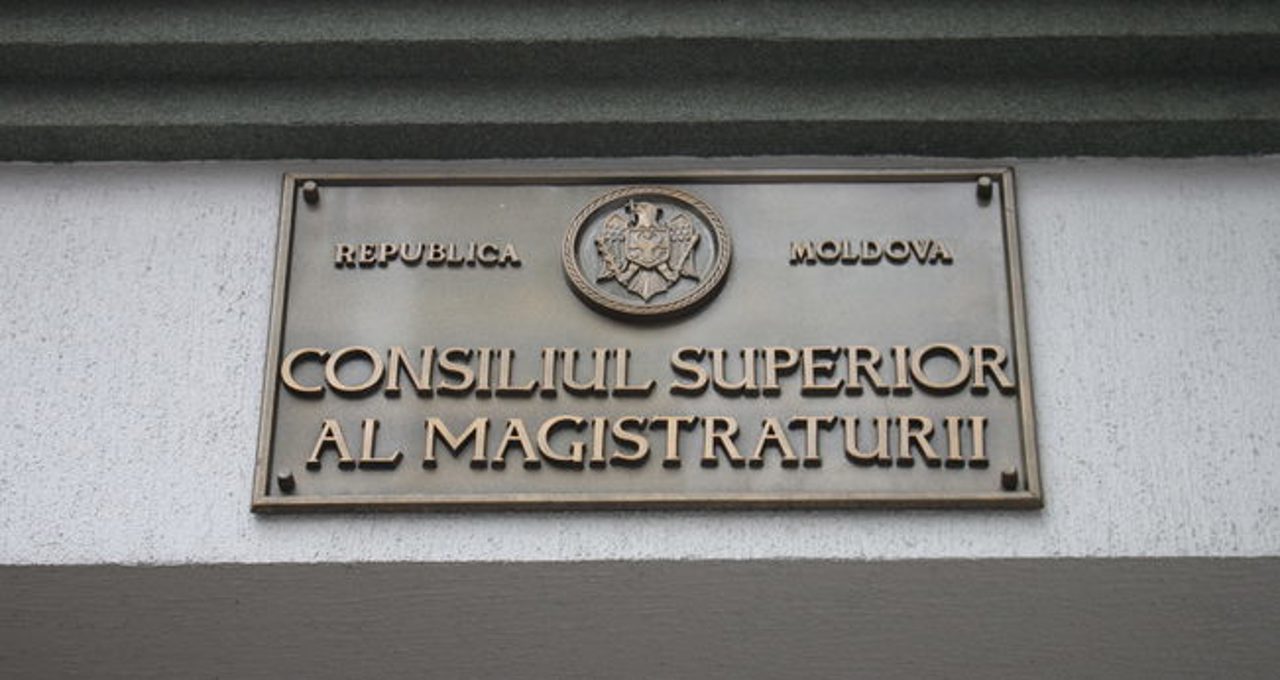 REPUBLICA MOLDOVA
CONSILIUL SUPERIOR
AL MAGISTRATURII